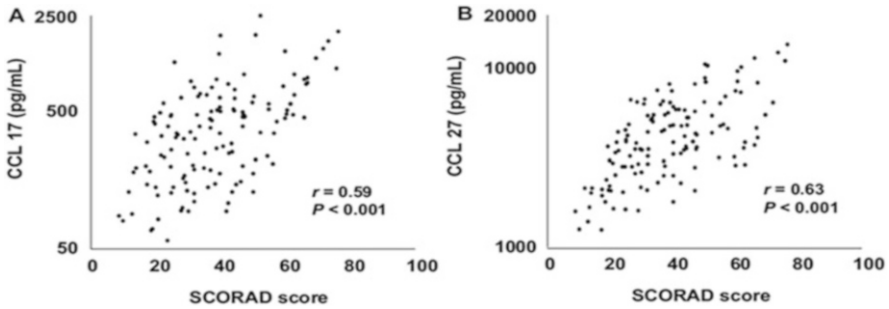 A
CCL 17 (pg/mL)
2500
500
50
0 20 40 60 80 100
SCORAD score
r = 0.59
P < 0.001
B
CCL 27 (pg/mL)
20000
10000
1000
0 20 40 60 80 100
SCORAD score
r = 0.63
P < 0.001